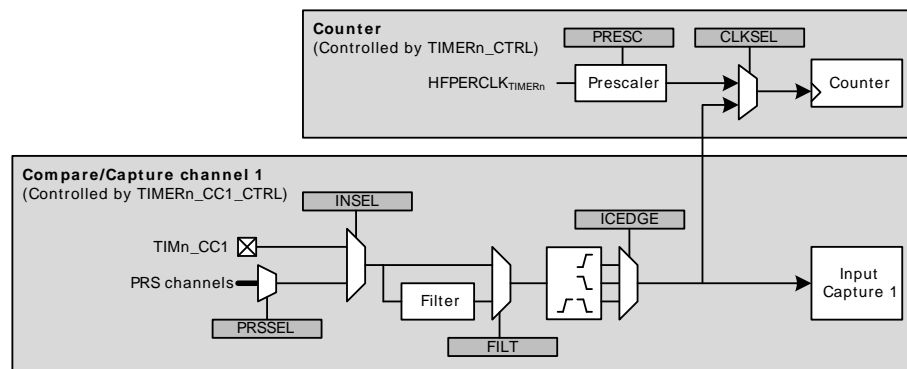 Counter
(Controlled by TIMERn_CTRL)
PRESC
CLKSEL
HFPERCLKTIMERn
Prescaler
Counter
Compare/Capture channel 1
(Controlled by TIMERn_CC1_CTRL)
INSEL
ICEDGE
TIMn_CC1
PRS channels
Filter
Input
Capture 1
PRSSEL
FILT